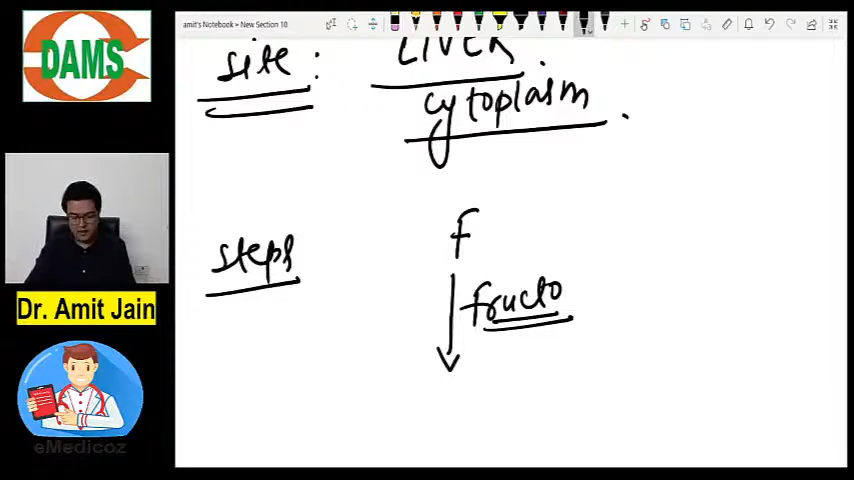 amit's Notebook > New Section 10
DAMS
site :
LIVER
cytoplasm
steps
F
Fructo
Dr. Amit Jain
eMedicoz